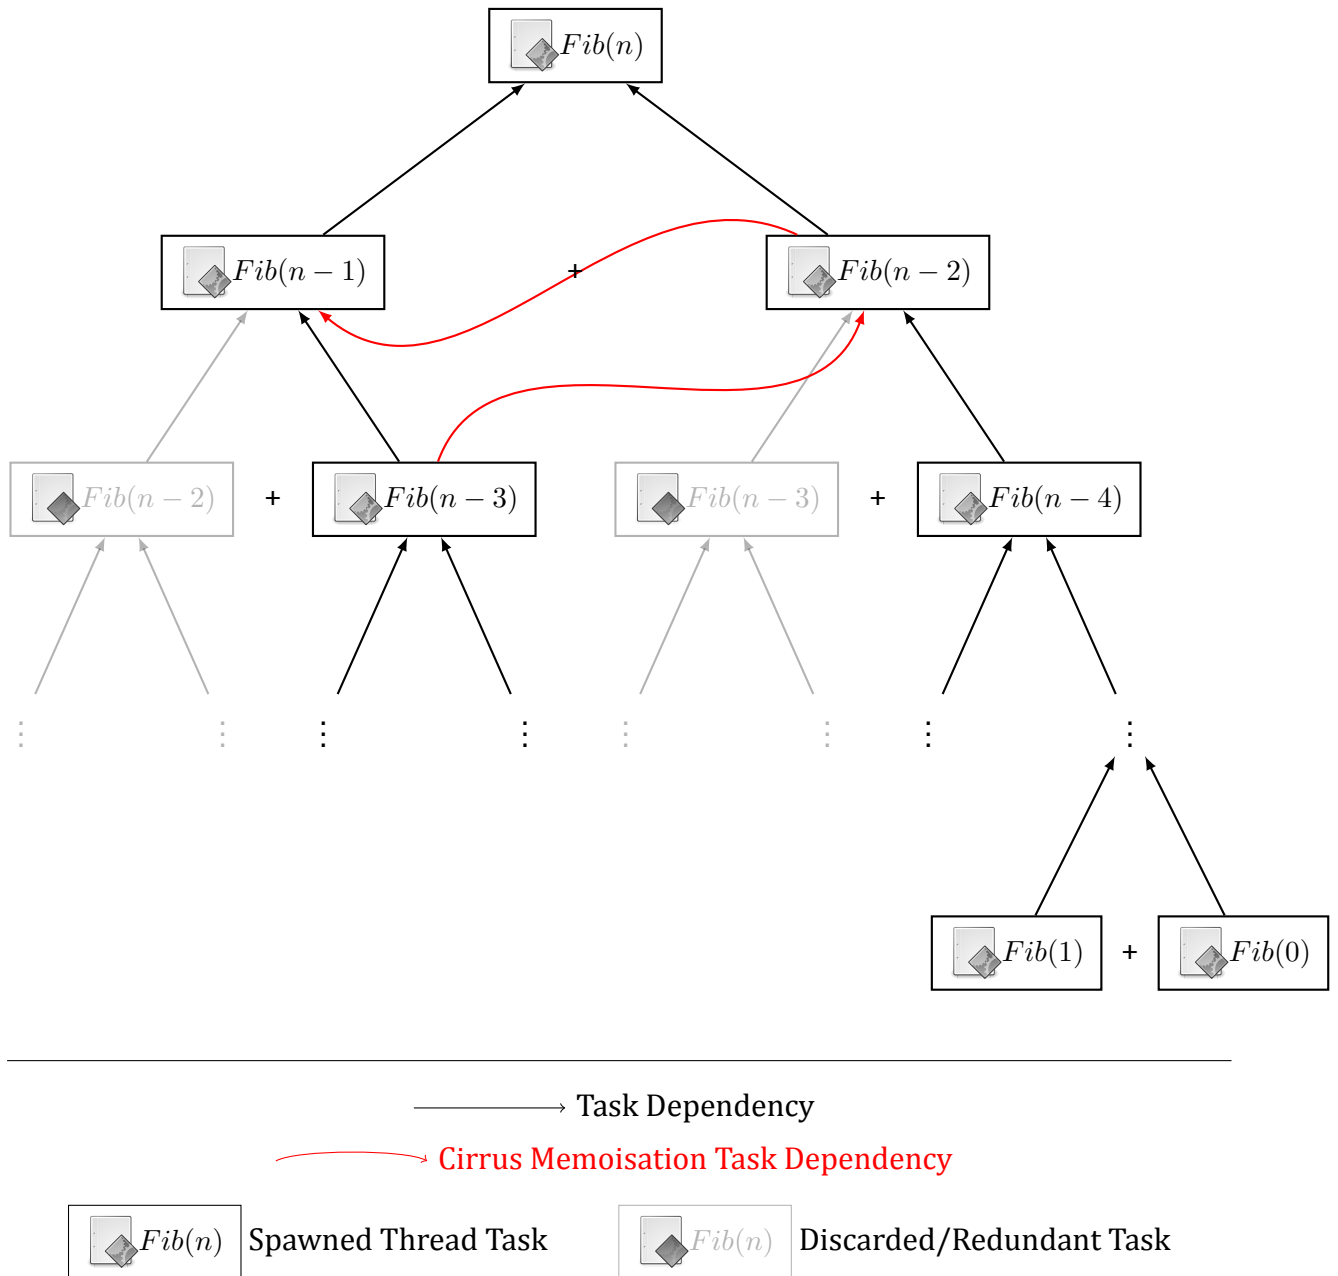 Fib(n)
Fib(n − 1) + Fib(n − 2)
Fib(n − 2) + Fib(n − 3) Fib(n − 3) + Fib(n − 4)
⋮ ⋮ ⋮ ⋮ ⋮ ⋮ ⋮ ⋮
Fib(1) + Fib(0)
Task Dependency
Cirrus Memoisation Task Dependency
Fib(n) Spawned Thread Task Fib(n) Discarded/Redundant Task